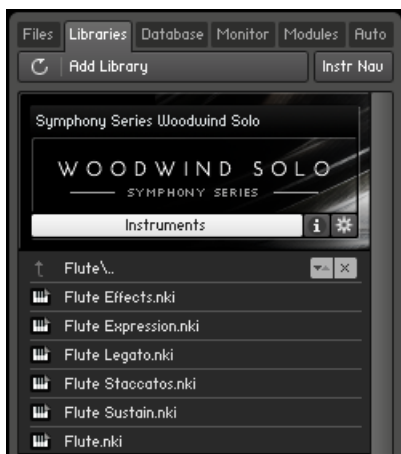 Files Libraries Database Monitor Modules Auto
Add Library Instr Nav
Symphony Series Woodwind Solo
WOODWIND SOLO
SYMPHONY SERIES
Instruments i
Flute\..
Flute Effects.nki
Flute Expression.nki
Flute Legato.nki
Flute Staccatos.nki
Flute Sustain.nki
Flute.nki